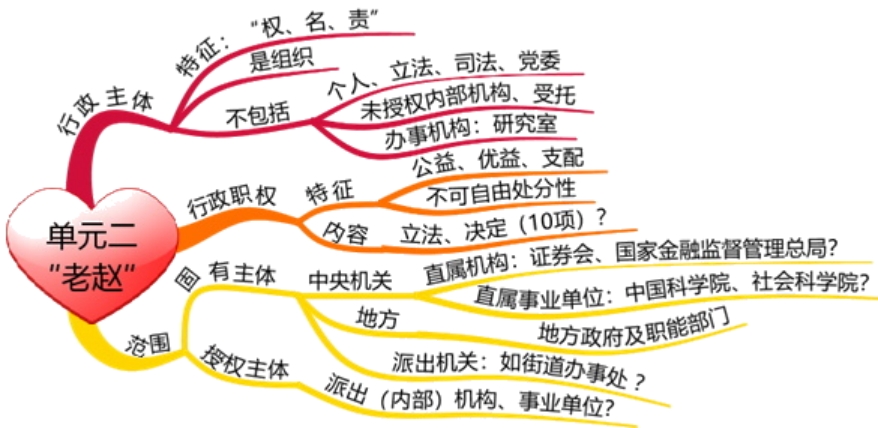 单元二
“老赵”
行政主体
特征：“权、名、责”
是组织
不包括
个人、立法、司法、党委
未授权内部机构、受托
办事机构：研究室
行政职权
特征
公益、优益、支配
不可自由处分性
内容
立法、决定（10项）？
范围
固有主体
中央机关
直属机构：证券会、国家金融监督管理总局？
直属事业单位：中国科学院、社会科学院？
地方
地方政府及职能部门
派出机关：如街道办事处？
授权主体
派出（内部）机构、事业单位？